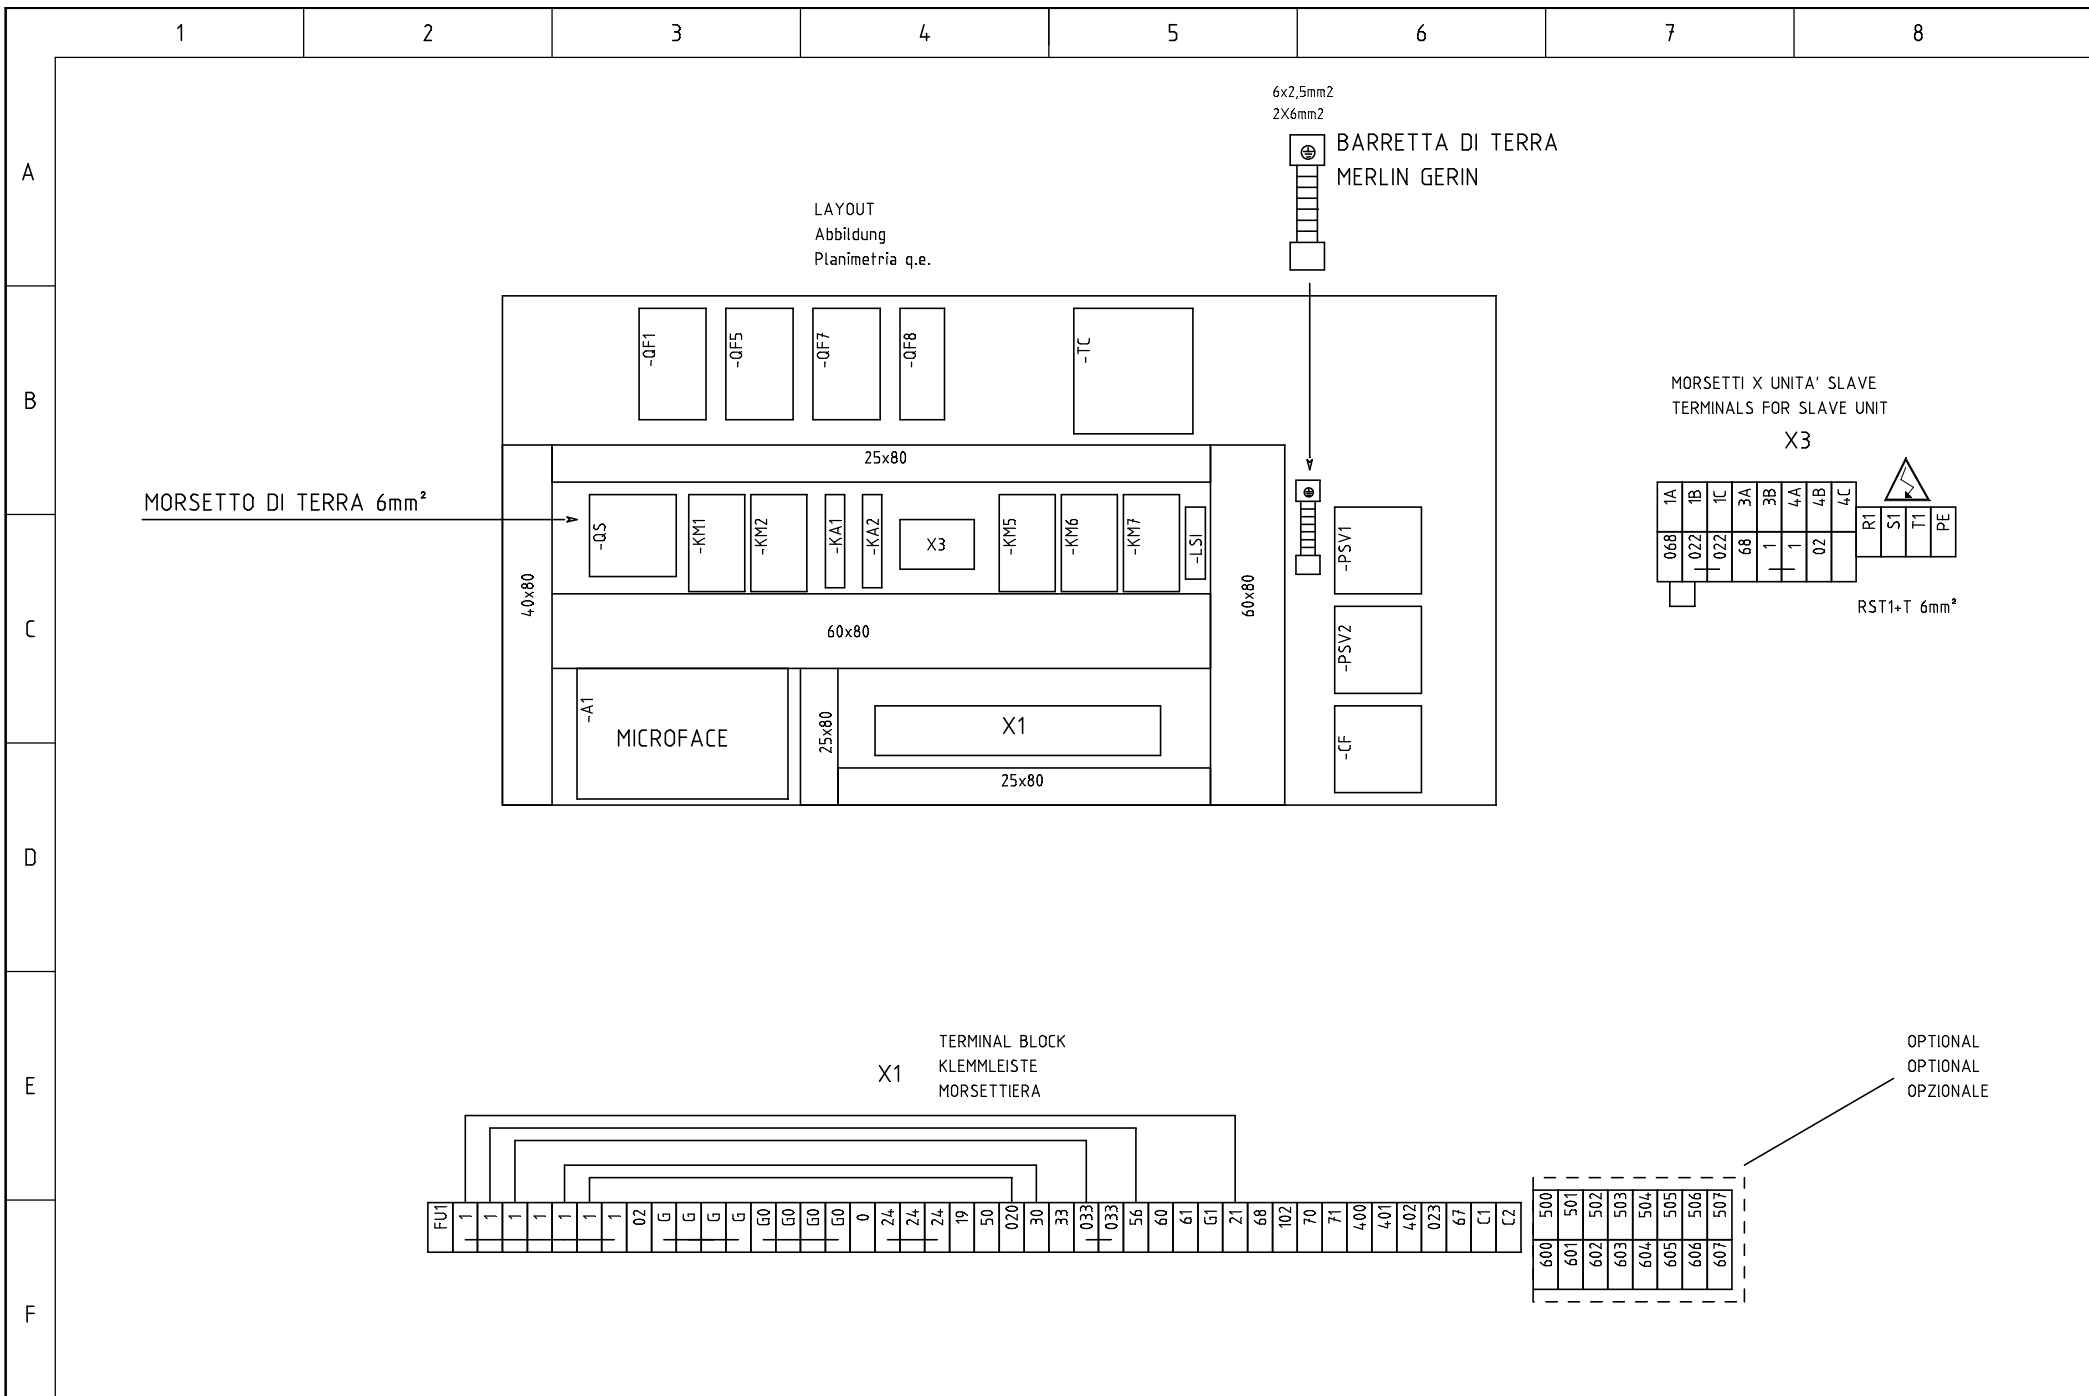 1 2 3 4 5 6 7 8
A
B
C
D
E
F
6x2,5mm2
2X6mm2
BARRETTA DI TERRA
MERLIN GERIN
LAYOUT
Abbildung
Planimetria q.e.
-QF1 -QF5 -QF7 -QF8 -TC
25x80
MORSETTO DI TERRA 6mm²
-QS -KM1 -KM2 -KA1 -KA2 X3 -KM5 -KM6 -KM7 -LSI
40x80
60x80
60x80
-PSV1
-PSV2
-CF
-A1
MICROFACE
25x80
X1
25x80
MORSETTI X UNITA' SLAVE
TERMINALS FOR SLAVE UNIT
X3
1A 1B 1C 3A 3B 4A 4B 4C
068 022 022 68 1 1 02
R1 S1 T1 PE
RST1+T 6mm²
X1
TERMINAL BLOCK
KLEMMLEISTE
MORSETTIERA
OPTIONAL
OPTIONAL
OPZIONALE
FU1 1 1 1 1 1 1 1 02 G G G G G0 G0 G0 G0 0 24 24 24 19 50 020 30 33 033 033 56 60 61 G1 21 68 102 70 71 400 401 402 023 67 C1 C2
500 501 502 503 504 505 506 507
600 601 602 603 604 605 606 607